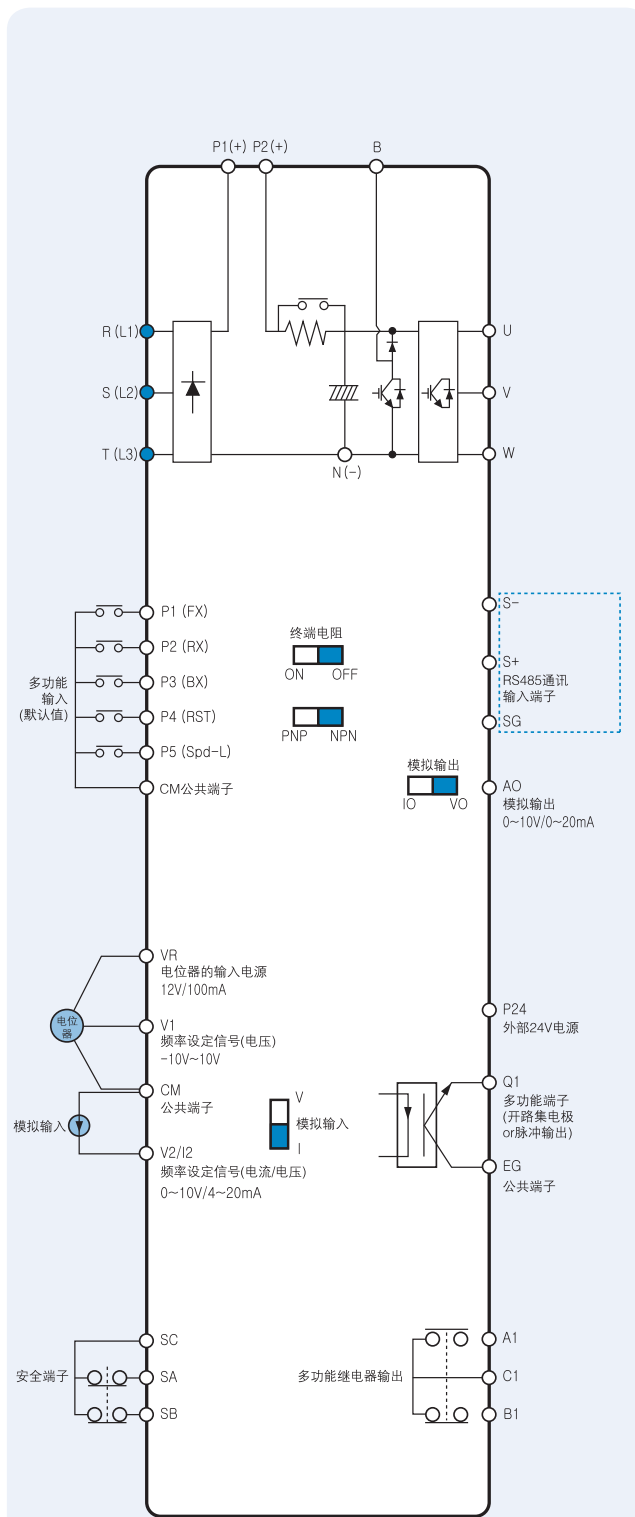 P1(+) P2(+) B
R (L1)
S (L2)
T (L3)
U
V
W
N(-)
多功能
输入
(默认值)
P1 (FX)
P2 (RX)
P3 (BX)
P4 (RST)
P5 (Spd-L)
CM公共端子
终端电阻
ON OFF
PNP NPN
模拟输出
IO VO
S-
S+
RS485通讯
输入端子
SG
AO
模拟输出
0~10V/0~20mA
电位
器
VR
电位器的输入电源
12V/100mA
V1
频率设定信号(电压)
-10V~10V
CM
公共端子
模拟输入
V2/I2
频率设定信号(电流/电压)
0~10V/4~20mA
V
模拟输入
I
P24
外部24V电源
Q1
多功能端子
(开路集电极
or脉冲输出)
EG
公共端子
安全端子
SC
SA
SB
多功能继电器输出
A1
C1
B1